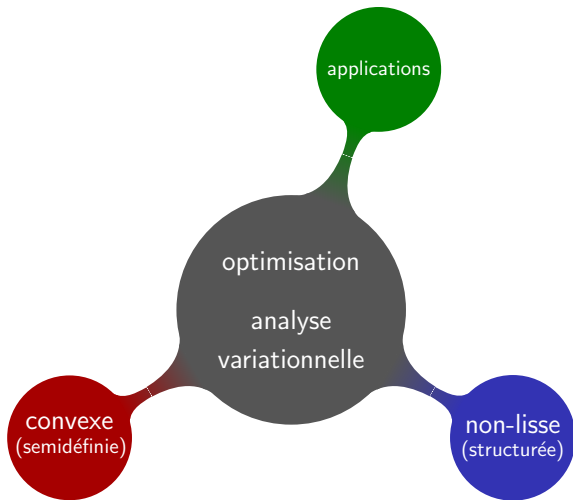 applications
optimisation
analyse
variationnelle
convexe
(semidéfinie)
non-lisse
(structurée)